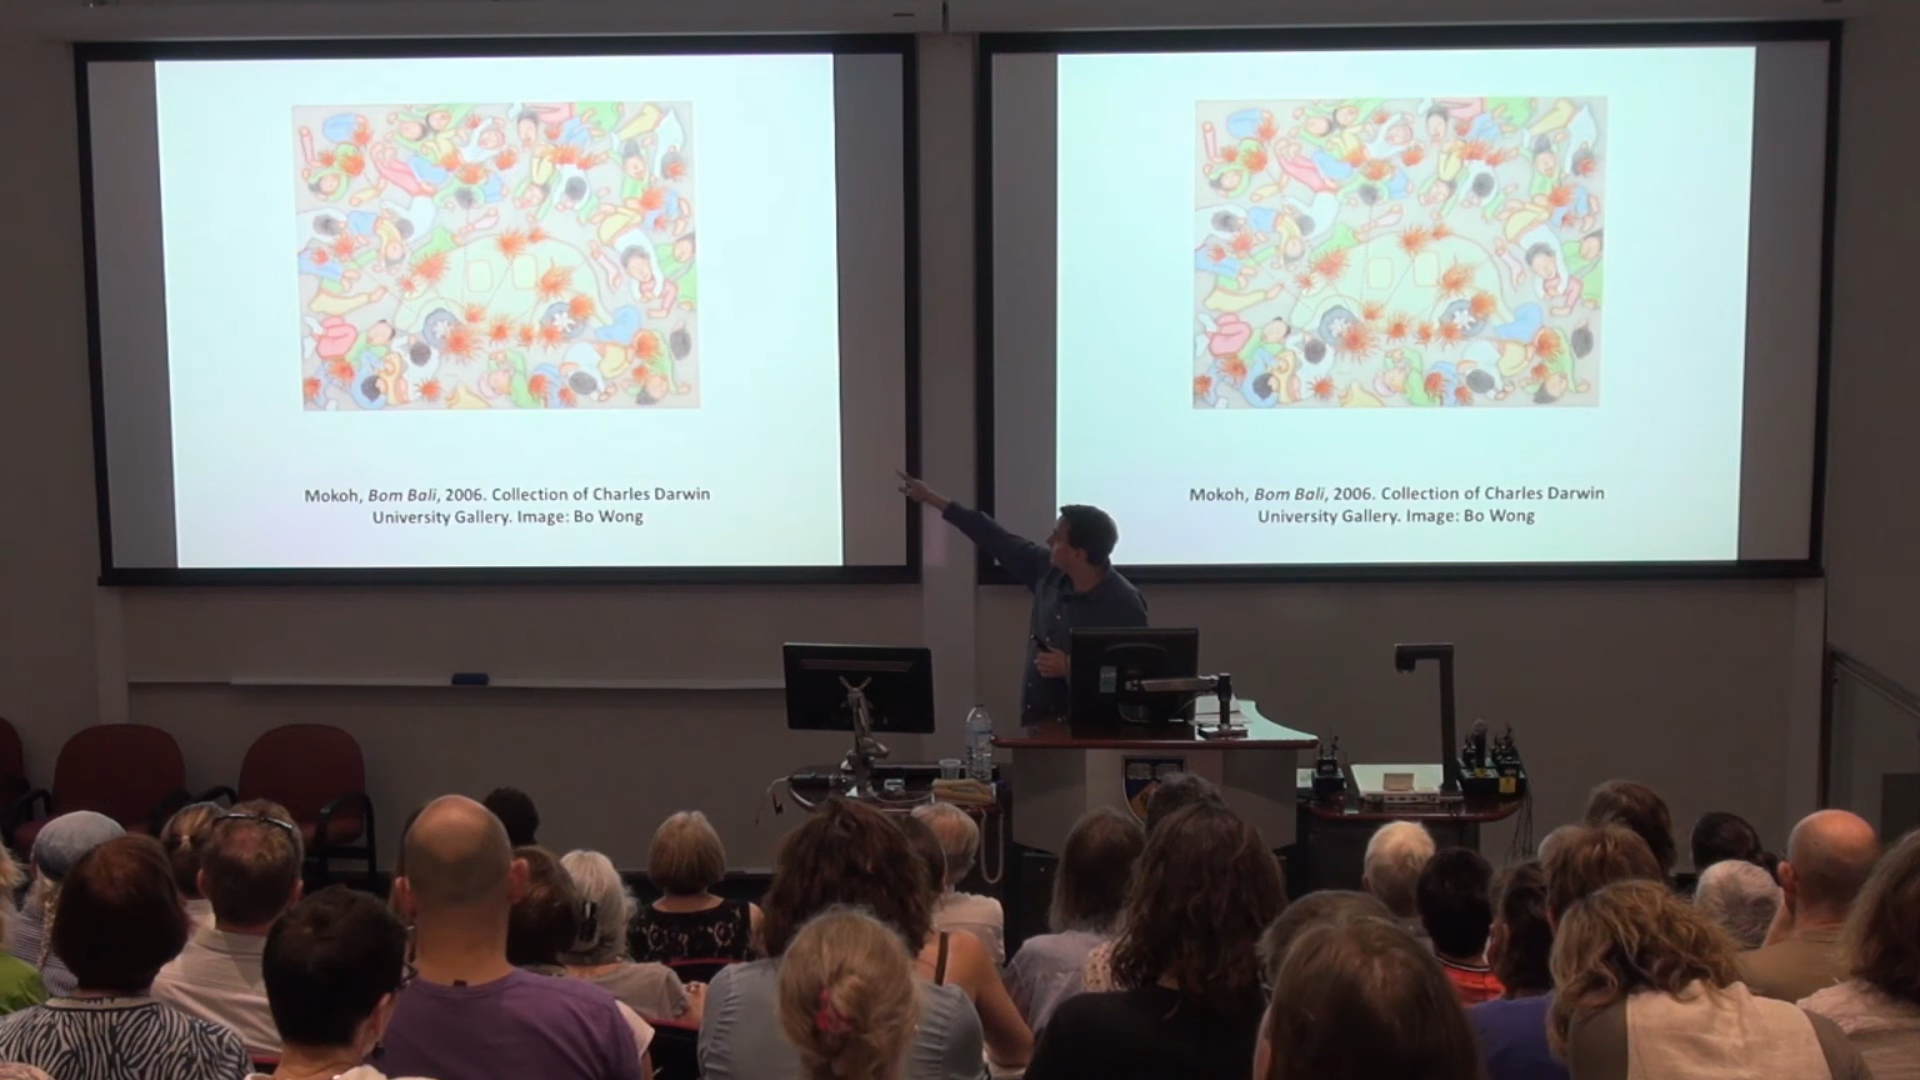 Mokoh, Bom Bali, 2006. Collection of Charles Darwin
University Gallery. Image: Bo Wong
Mokoh, Bom Bali, 2006. Collection of Charles Darwin
University Gallery. Image: Bo Wong